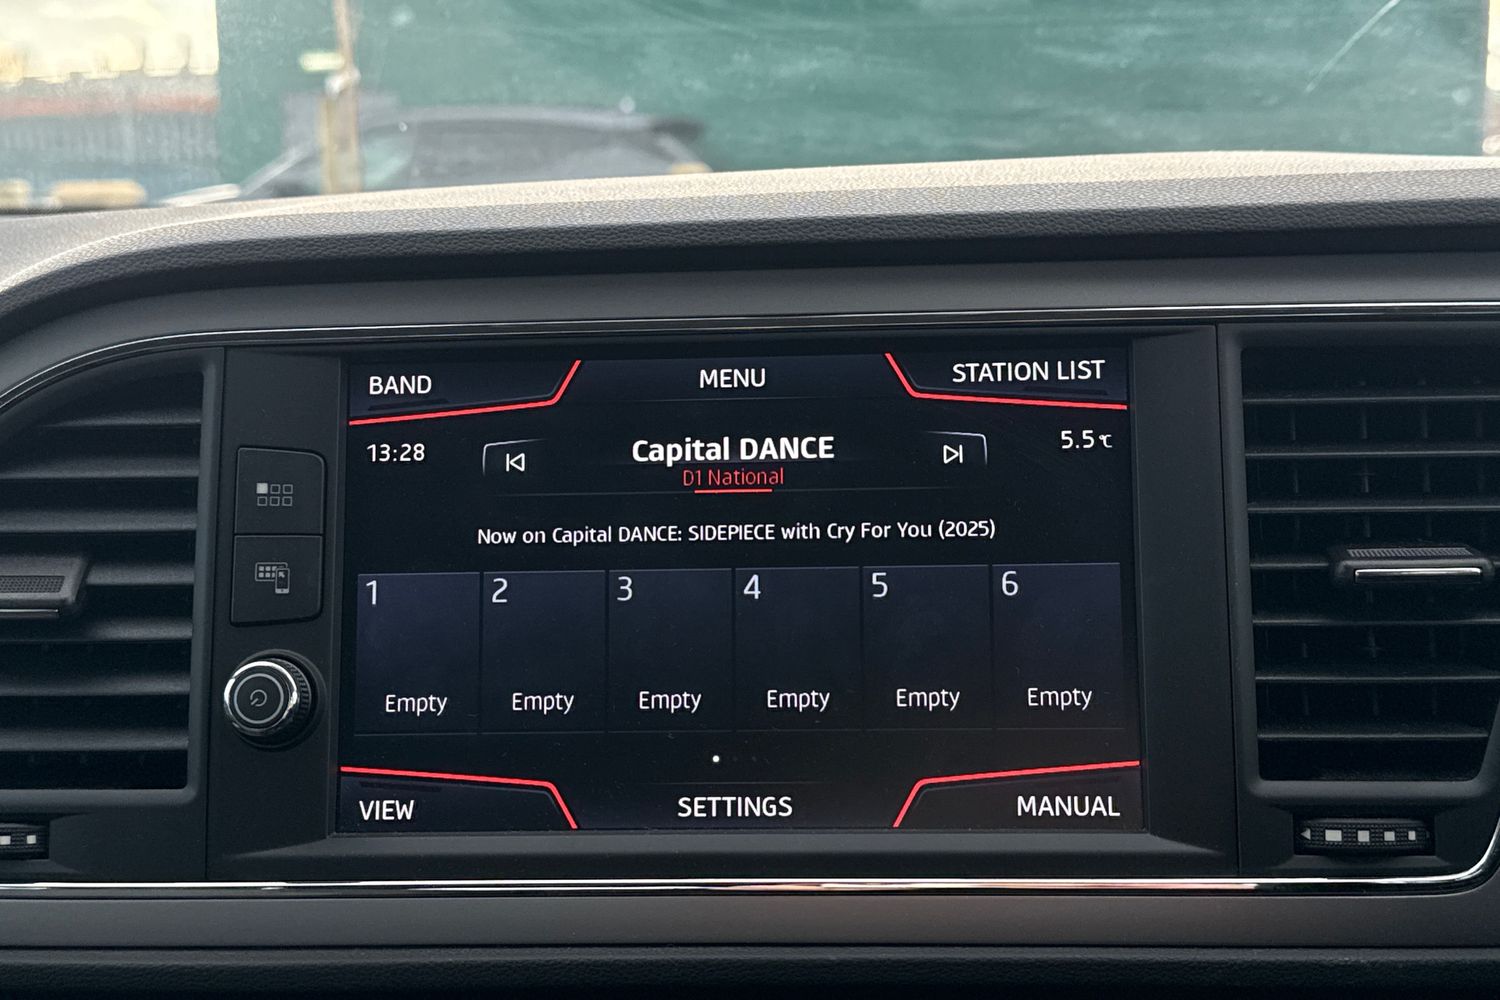 BAND
MENU
STATION LIST
13:28
Capital DANCE
5.5℃
D1 National
Now on Capital DANCE: SIDEPIECE with Cry For You (2025)
1
2
3
4
5
6
Empty
Empty
Empty
Empty
Empty
Empty
VIEW
SETTINGS
MANUAL